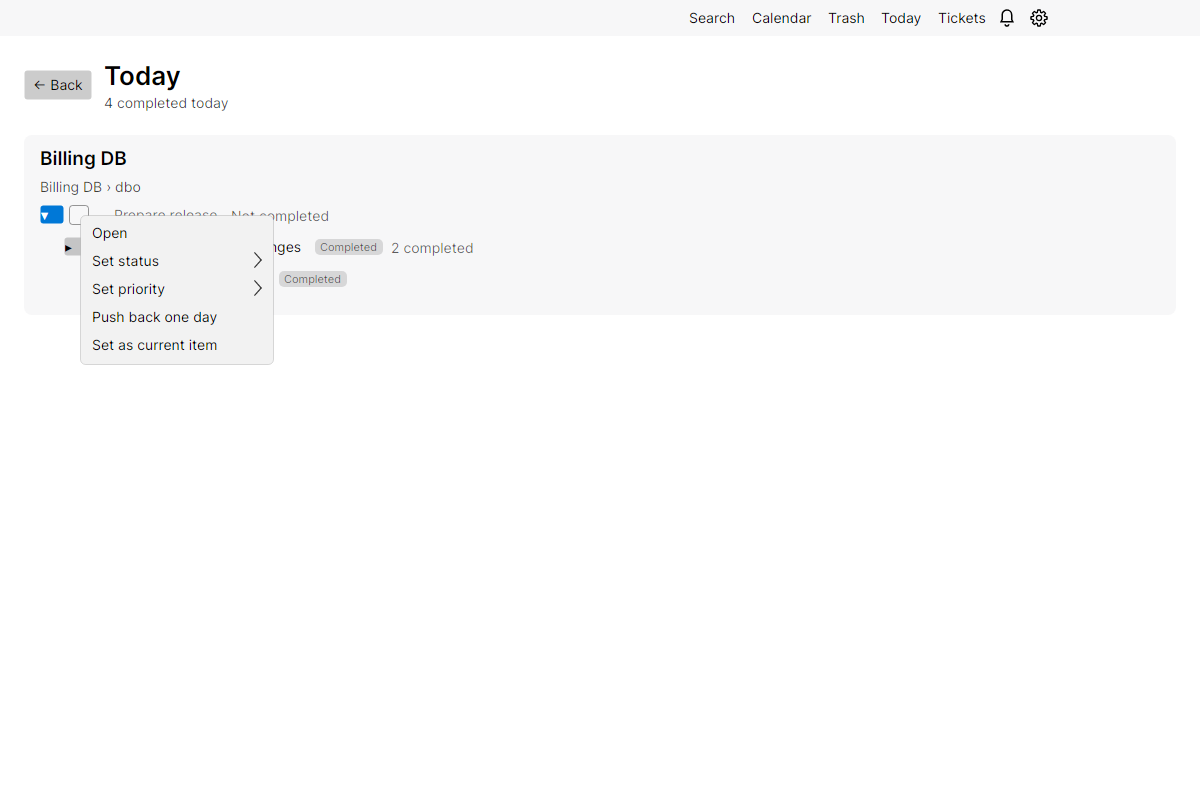 Search Calendar Trash Today Tickets
← Back
Today
4 completed today
Billing DB
Billing DB › dbo
Prepare release Not completed
Completed 2 completed
Completed
Open
Set status
Set priority
Push back one day
Set as current item